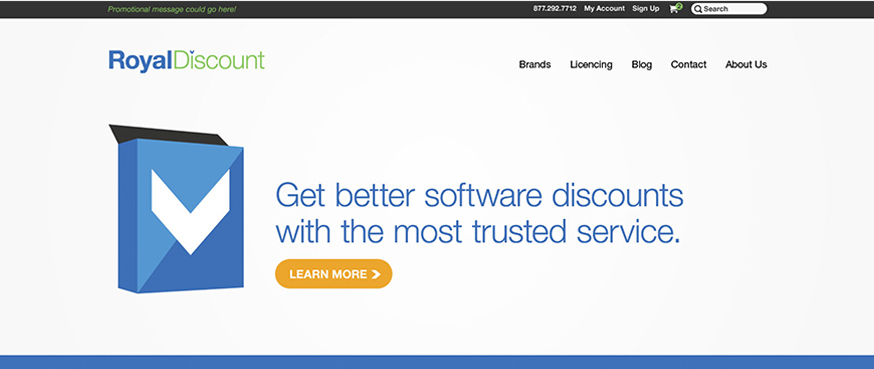 Promotional message could go here!
877.292.7712 My Account Sign Up 2 Search
RoyalDiscount
Brands Licencing Blog Contact About Us
Get better software discounts
with the most trusted service.
LEARN MORE